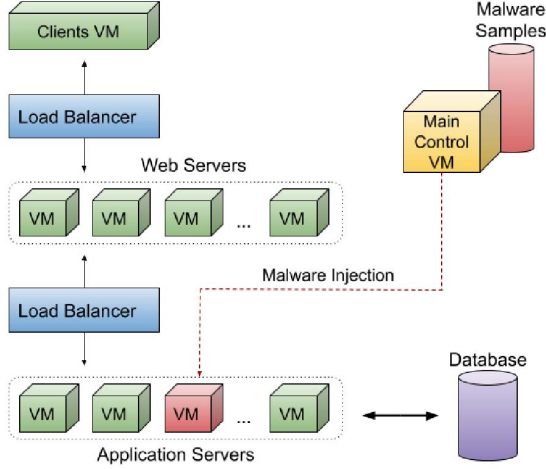 Clients VM
Malware
Samples
Load Balancer
Main
Control
VM
Web Servers
VM VM VM ... VM
Malware Injection
Load Balancer
Database
VM VM VM ... VM
Application Servers